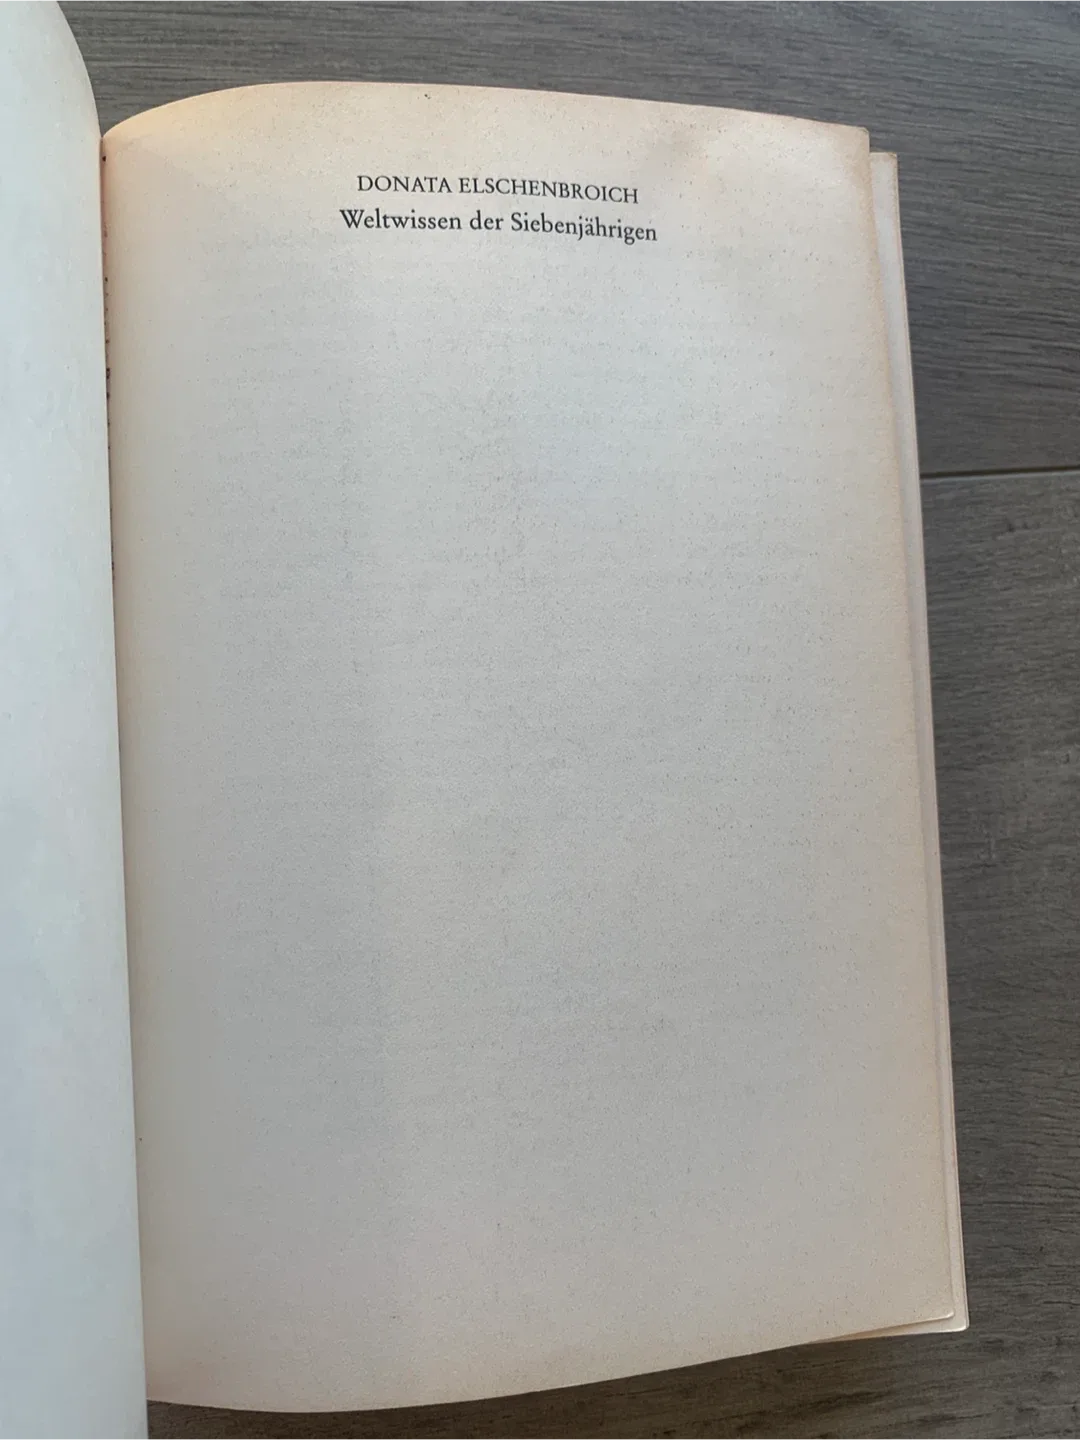 DONATA ELSCHENBROICH
Weltwissen der Siebenjährigen